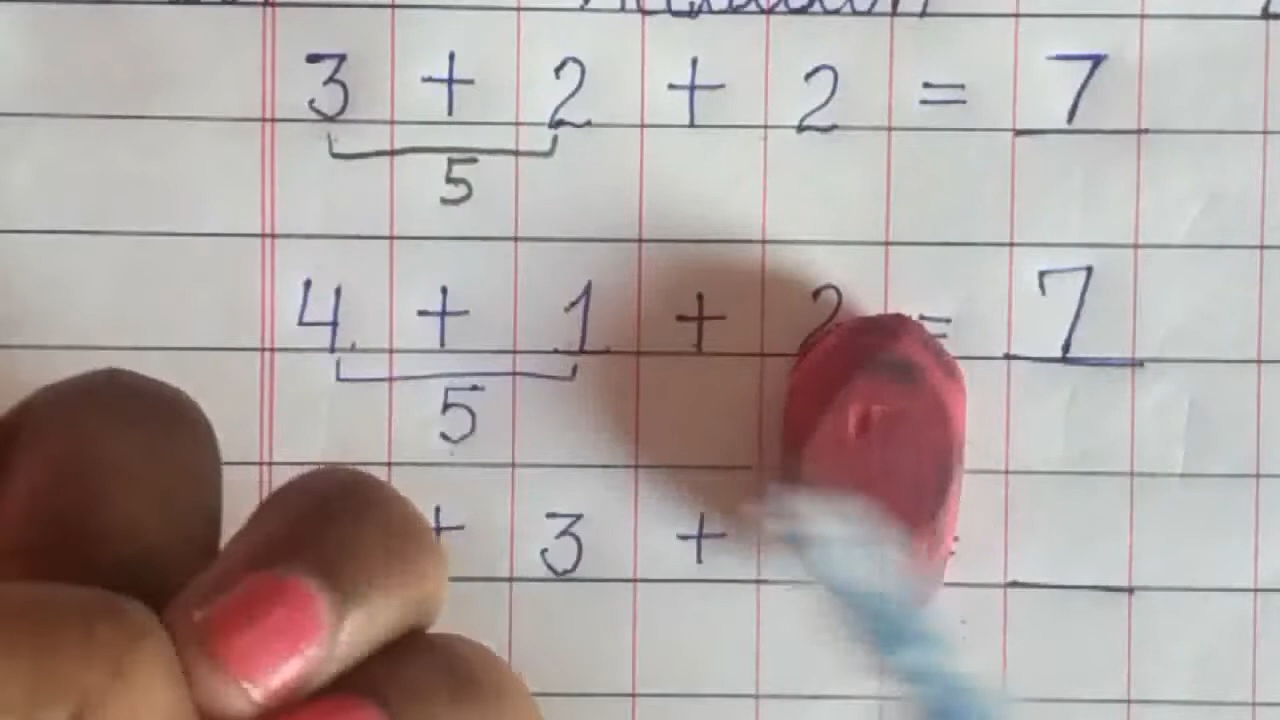 3 + 2 + 2 = 7
5
4 + 1 + 2 = 7
5
+ 3 +